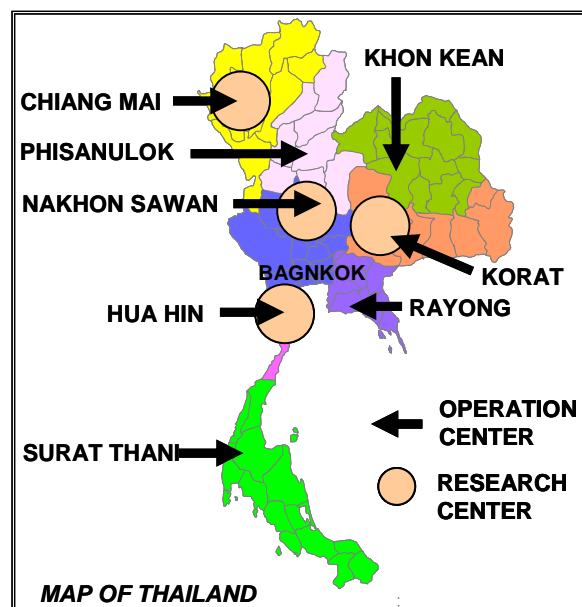 KHON KEAN
CHIANG MAI
PHISANULOK
NAKHON SAWAN
BAGNKOK
KORAT
HUA HIN
RAYONG
OPERATION
CENTER
SURAT THANI
RESEARCH
CENTER
MAP OF THAILAND